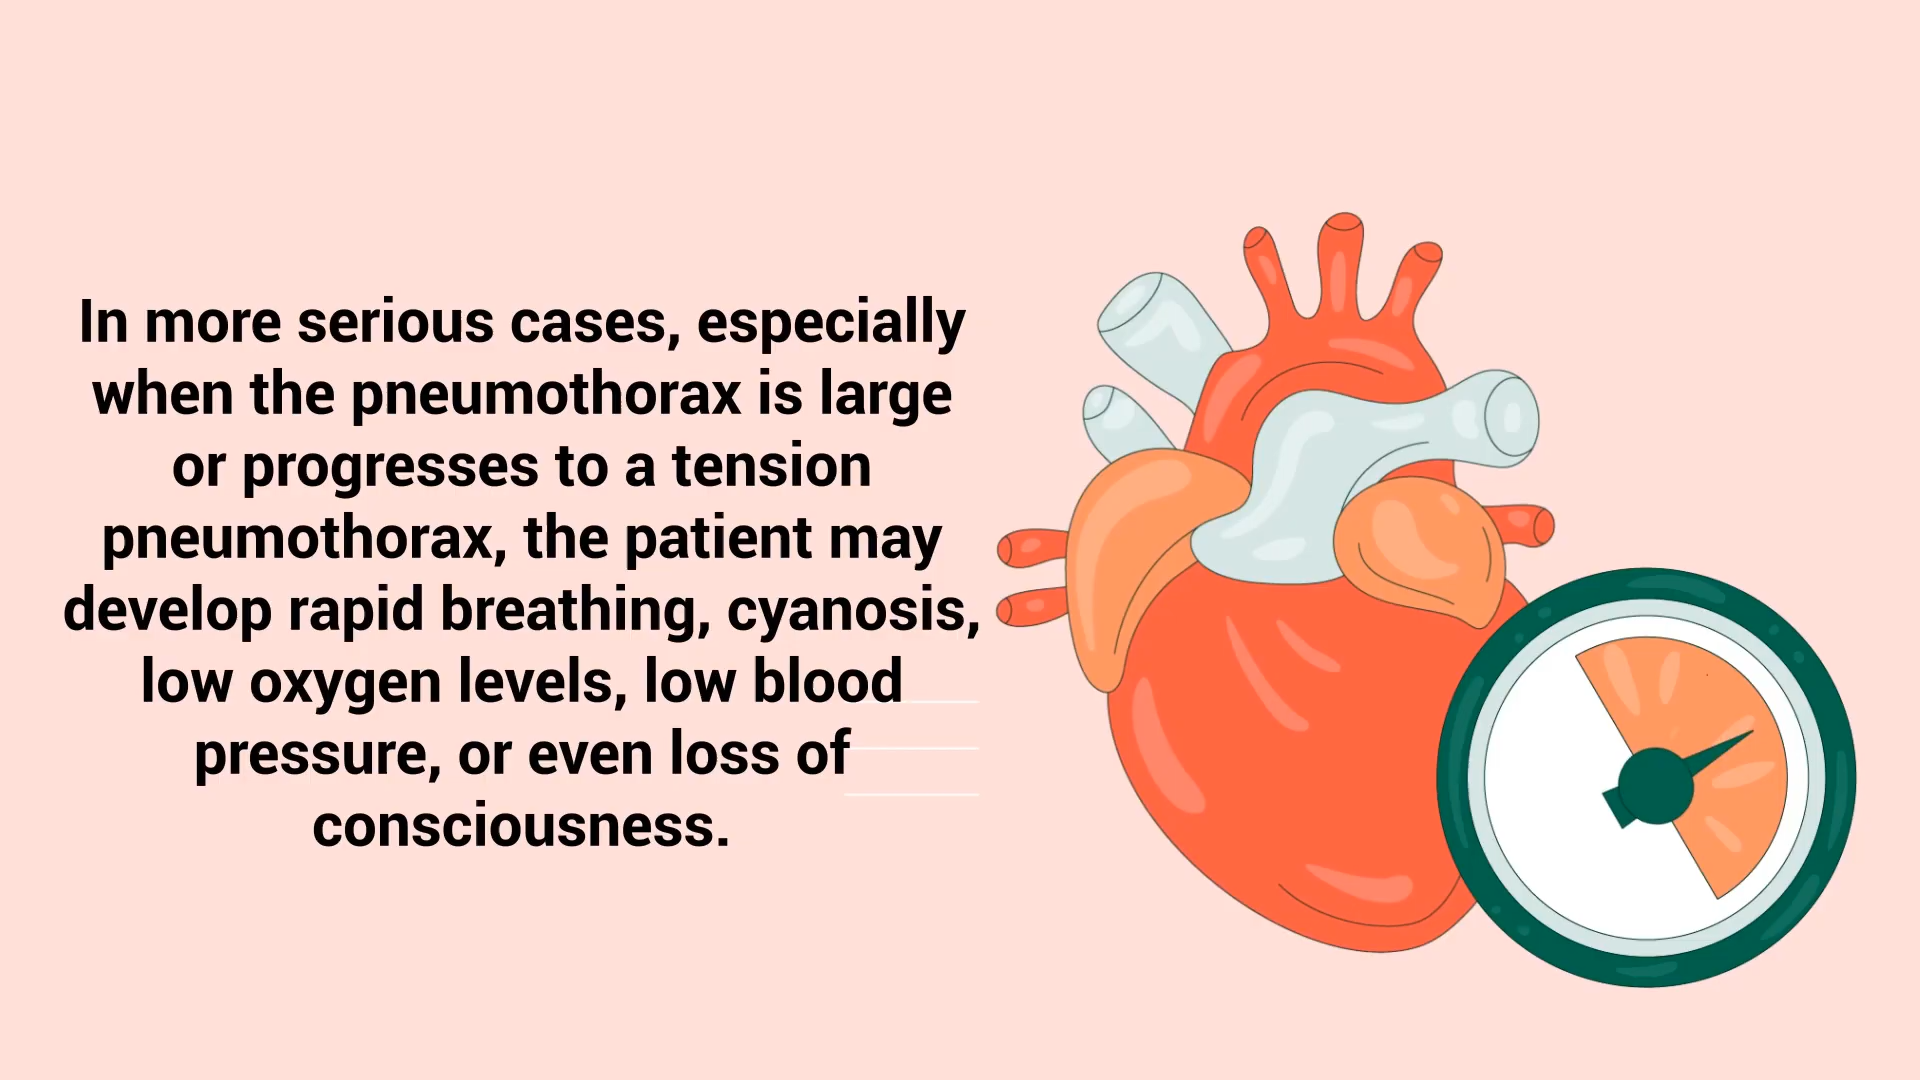 In more serious cases, especially
when the pneumothorax is large
or progresses to a tension
pneumothorax, the patient may
develop rapid breathing, cyanosis,
low oxygen levels, low blood
pressure, or even loss of
consciousness.